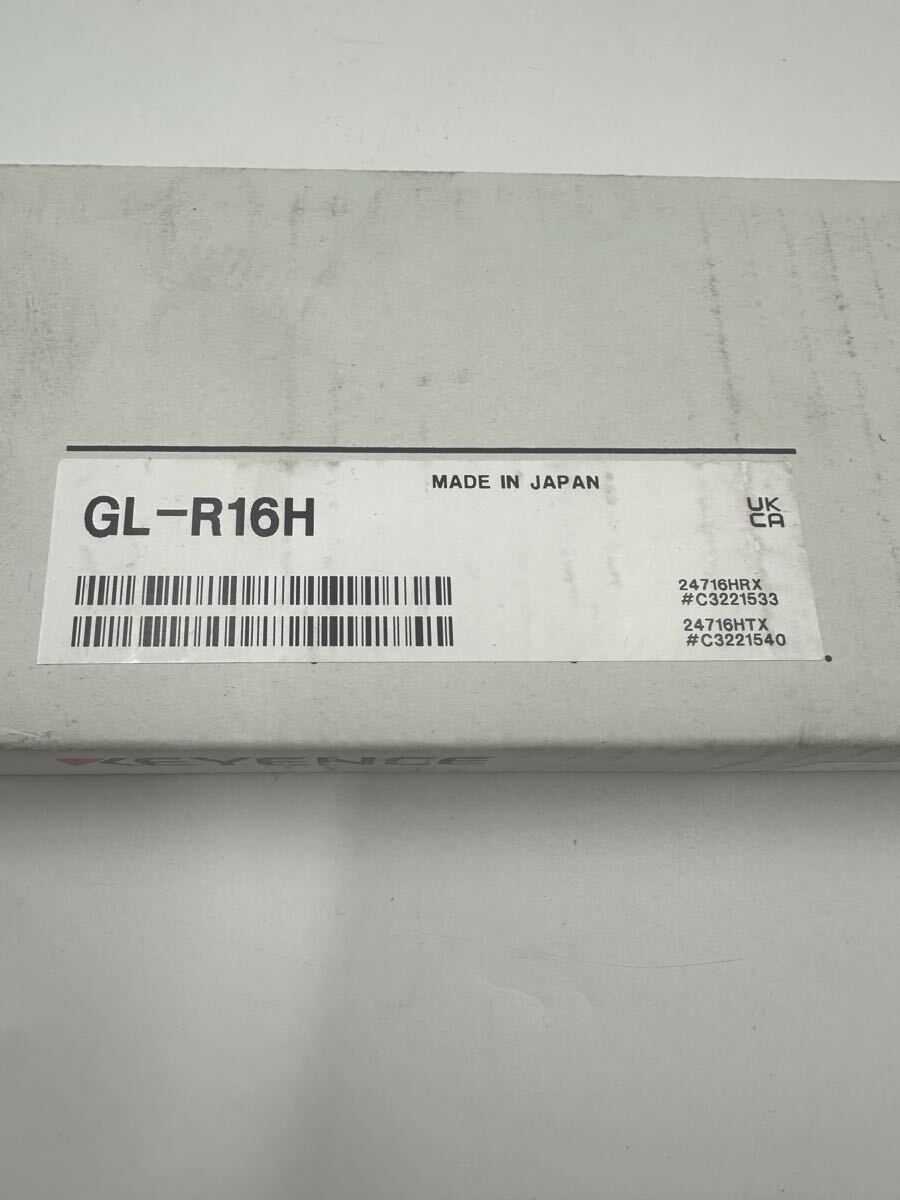 MADE IN JAPAN
GL-R16H
UK
CA
24716HRX
#C3221533
24716HTX
#C3221540
KEYENCE